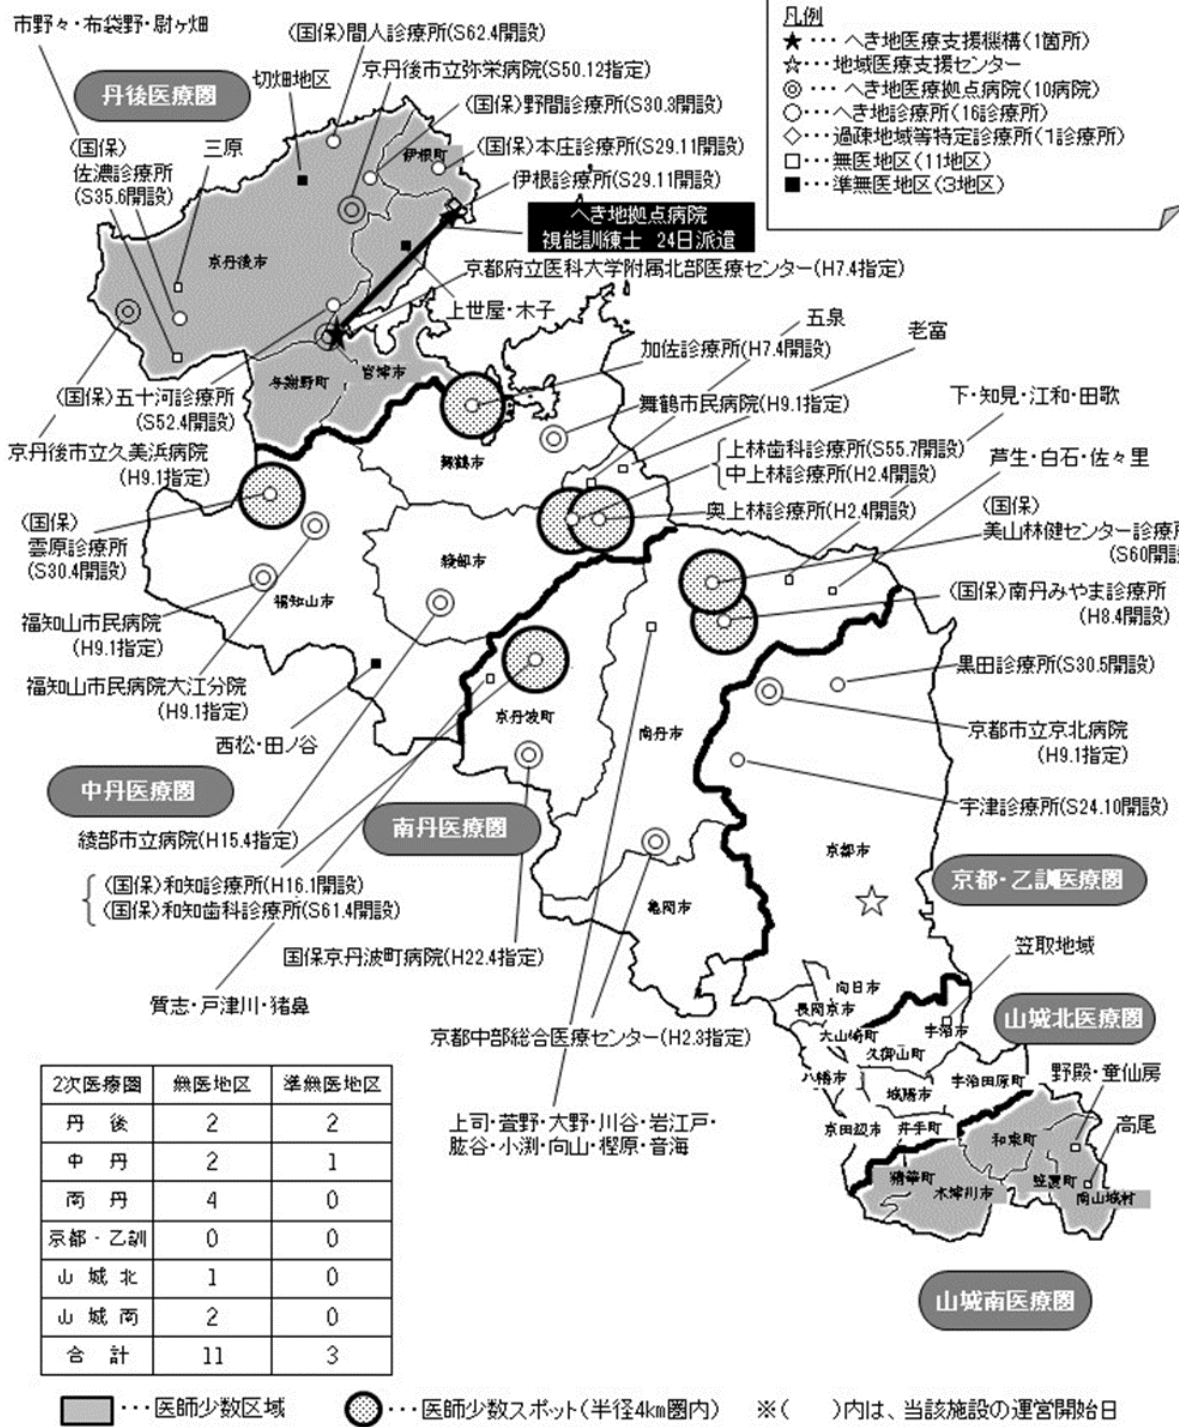 市野々・布袋野・尉ヶ畑
(国保)間人診療所(S62.4開設)
京丹後市立弥栄病院(S50.12指定)
丹後医療圏
切畑地区
(国保)野間診療所(S30.3開設)
(国保)
佐濃診療所
(S35.6開設)
三原
伊根町
(国保)本庄診療所(S29.11開設)
伊根診療所(S29.11開設)
へき地拠点病院
視能訓練士 24日派遣
京丹後市
京都府立医科大学附属北部医療センター(H7.4指定)
上世屋・木子
凡例
★・・・ へき地医療支援機構(1箇所)
☆・・・地域医療支援センター
◎・・・ へき地医療拠点病院(10病院)
○・・・へき地診療所(16診療所)
◇・・・過疎地域等特定診療所(1診療所)
□・・・無医地区(11地区)
■・・・準無医地区(3地区)
五泉
老富
与謝野町
宮津市
加佐診療所(H7.4開設)
(国保)五十河診療所
(S52.4開設)
舞鶴市民病院(H9.1指定)
下・知見・江和・田歌
京丹後市立久美浜病院
(H9.1指定)
舞鶴市
上林歯科診療所(S55.7開設)
中上林診療所(H2.4開設)
芦生・白石・佐々里
奥上林診療所(H2.4開設)
(国保)
美山林健センター診療所
(S60開設
(国保)
雲原診療所
(S30.4開設)
綾部市
福知山市
(国保)南丹みやま診療所
(H8.4開設)
福知山市民病院
(H9.1指定)
黒田診療所(S30.5開設)
福知山市民病院大江分院
(H9.1指定)
京丹波町
南丹市
京都市立京北病院
(H9.1指定)
西松・田ノ谷
中丹医療圏
南丹医療圏
宇津診療所(S24.10開設)
綾部市立病院(H15.4指定)
京都市
京都・乙訓医療圏
(国保)和知診療所(H16.1開設)
(国保)和知歯科診療所(S61.4開設)
亀岡市
国保京丹波町病院(H22.4指定)
笠取地域
質志・戸津川・猪鼻
向日市
長岡京市
山城北医療圏
京都中部総合医療センター(H2.3指定)
大山崎町
宇治市
久御山町
八幡市
城陽市
宇治田原町
野殿・童仙房
上司・萱野・大野・川谷・岩江戸・
肱谷・小渕・向山・樫原・音海
京田辺市
井手町
和束町
高尾
精華町
木津川市
笠置町
南山城村
山城南医療圏
2次医療圏 無医地区 準無医地区
丹 後 2 2
中 丹 2 1
南 丹 4 0
京都・乙訓 0 0
山 城 北 1 0
山 城 南 2 0
合 計 11 3
・・・医師少数区域
・・・医師少数スポット(半径4km圏内)
※( )内は、当該施設の運営開始日